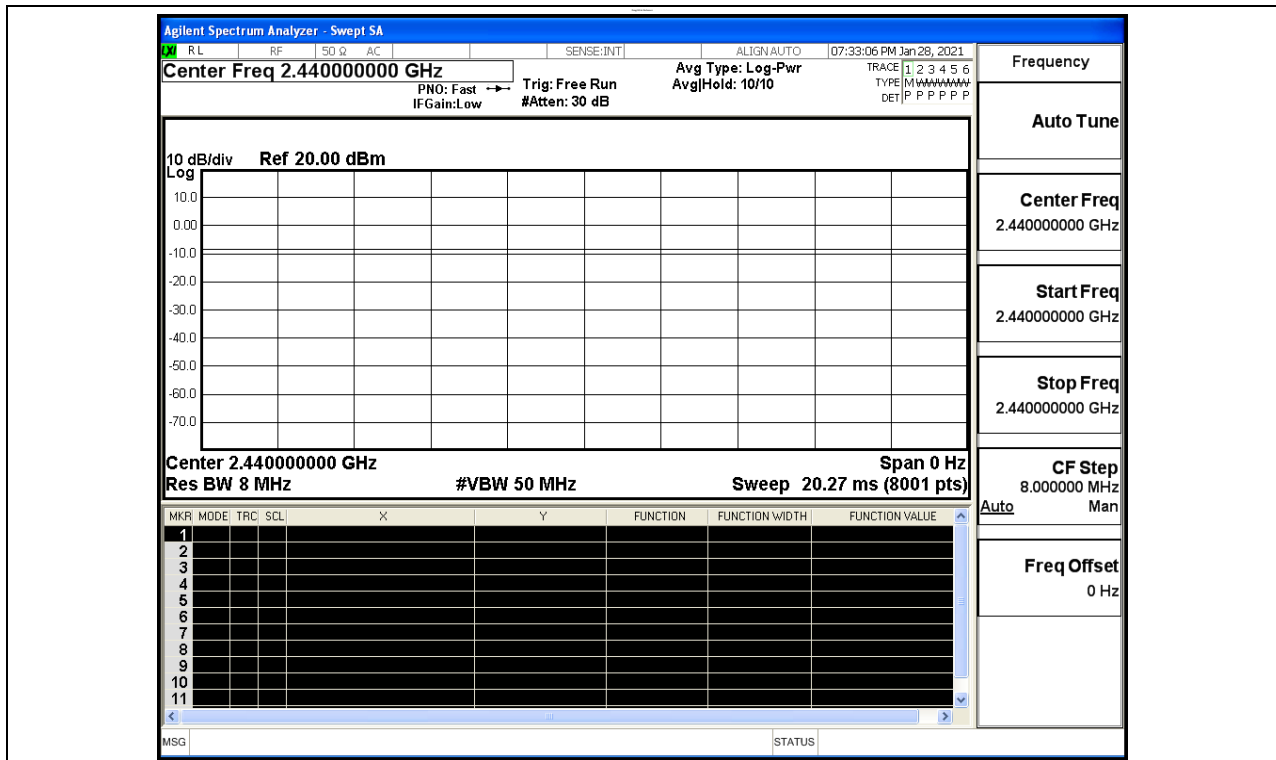 Agilent Spectrum Analyzer - Swept SA
LXI RL RF 50 Ω AC SENSE:INT ALIGN AUTO 07:33:06 PM Jan 28, 2021
Center Freq 2.440000000 GHz
PNO: Fast
IFGain:Low
Trig: Free Run
#Atten: 30 dB
Avg Type: Log-Pwr
Avg|Hold: 10/10
TRACE 1 2 3 4 5 6
TYPE M W W W W W
DET P P P P P P
10 dB/div Ref 20.00 dBm
Log
10.0
0.00
-10.0
-20.0
-30.0
-40.0
-50.0
-60.0
-70.0
Center 2.440000000 GHz Span 0 Hz
Res BW 8 MHz #VBW 50 MHz Sweep 20.27 ms (8001 pts)
MKR MODE TRC SCL X Y FUNCTION FUNCTION WIDTH FUNCTION VALUE
1
2
3
4
5
6
7
8
9
10
11
MSG STATUS
Frequency
Auto Tune
Center Freq
2.440000000 GHz
Start Freq
2.440000000 GHz
Stop Freq
2.440000000 GHz
CF Step
8.000000 MHz
Auto Man
Freq Offset
0 Hz